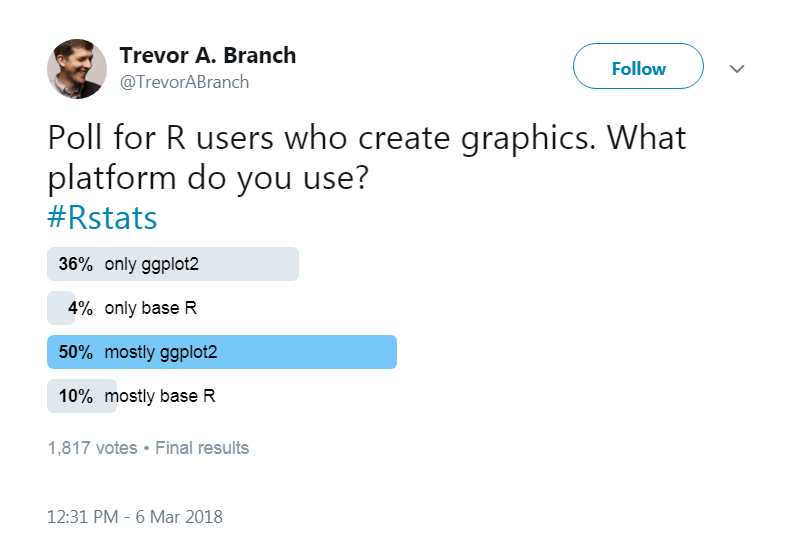 Trevor A. Branch
@TrevorABranch
Follow
Poll for R users who create graphics. What
platform do you use?
#Rstats
36% only ggplot2
4% only base R
50% mostly ggplot2
10% mostly base R
1,817 votes • Final results
12:31 PM - 6 Mar 2018